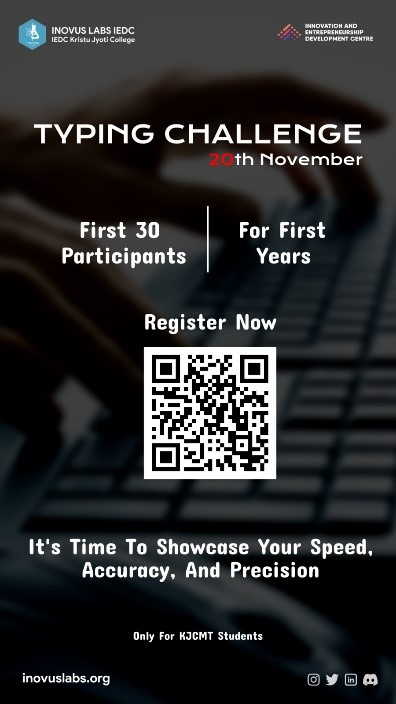 INOVUS LABS IEDC
IEDC Kristu Jyoti College
INNOVATION AND
ENTREPRENEURSHIP
DEVELOPMENT CENTRE
TYPING CHALLENGE
20th November
First 30
Participants
For First
Years
Register Now
It's Time To Showcase Your Speed,
Accuracy, And Precision
Only For KJCMT Students
inovuslabs.org